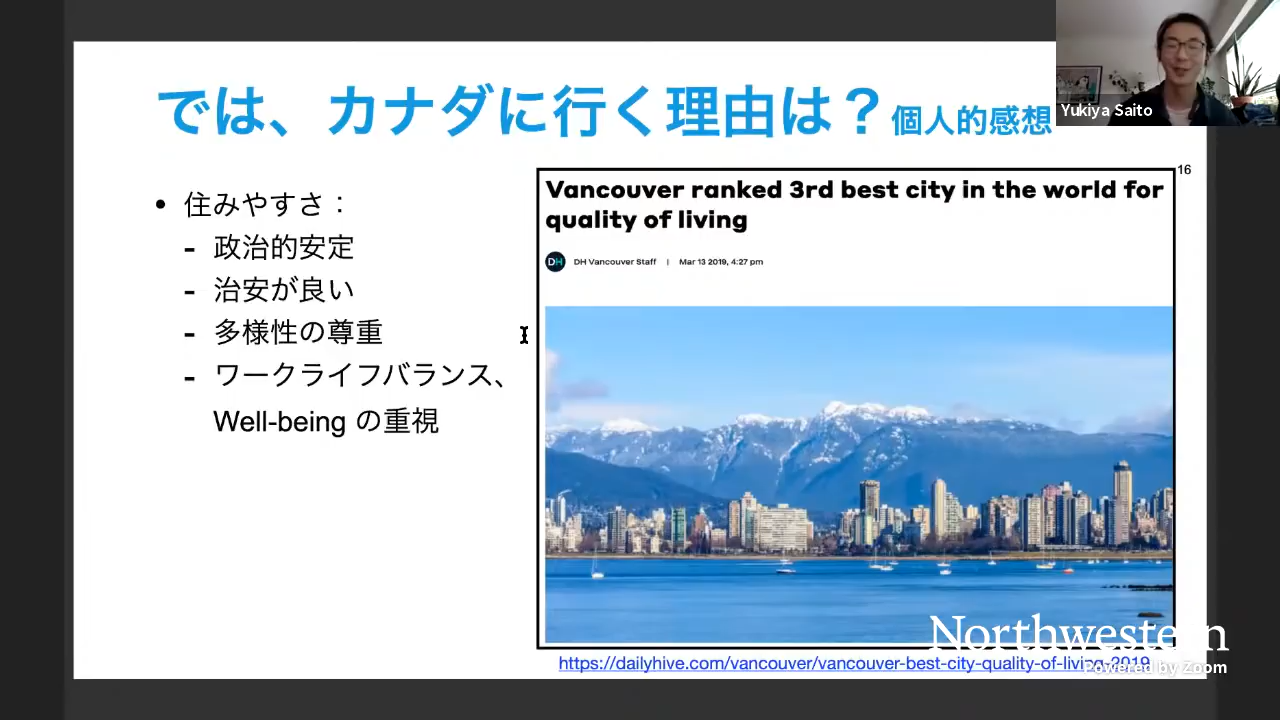 では、カナダに行く理由は？個人的感想
Yukiya Saito
16
• 住みやすさ：
- 政治的安定
- 治安が良い
- 多様性の尊重
- ワークライフバランス、
Well-being の重視
Vancouver ranked 3rd best city in the world for
quality of living
DH
DH Vancouver Staff | Mar 13 2019, 4:27 pm
https://dailyhive.com/vancouver/vancouver-best-city-quality-of-living-2019
Northwestern
Powered by Zoom